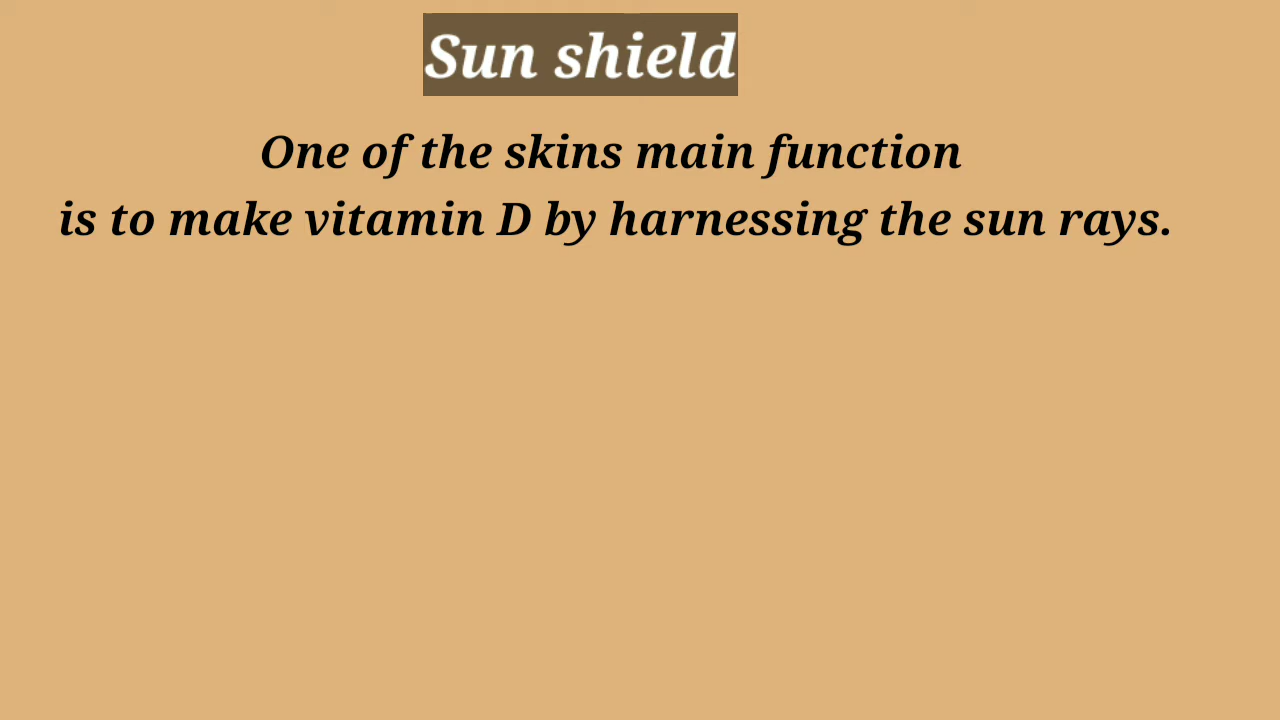 Sun shield
One of the skins main function
is to make vitamin D by harnessing the sun rays.